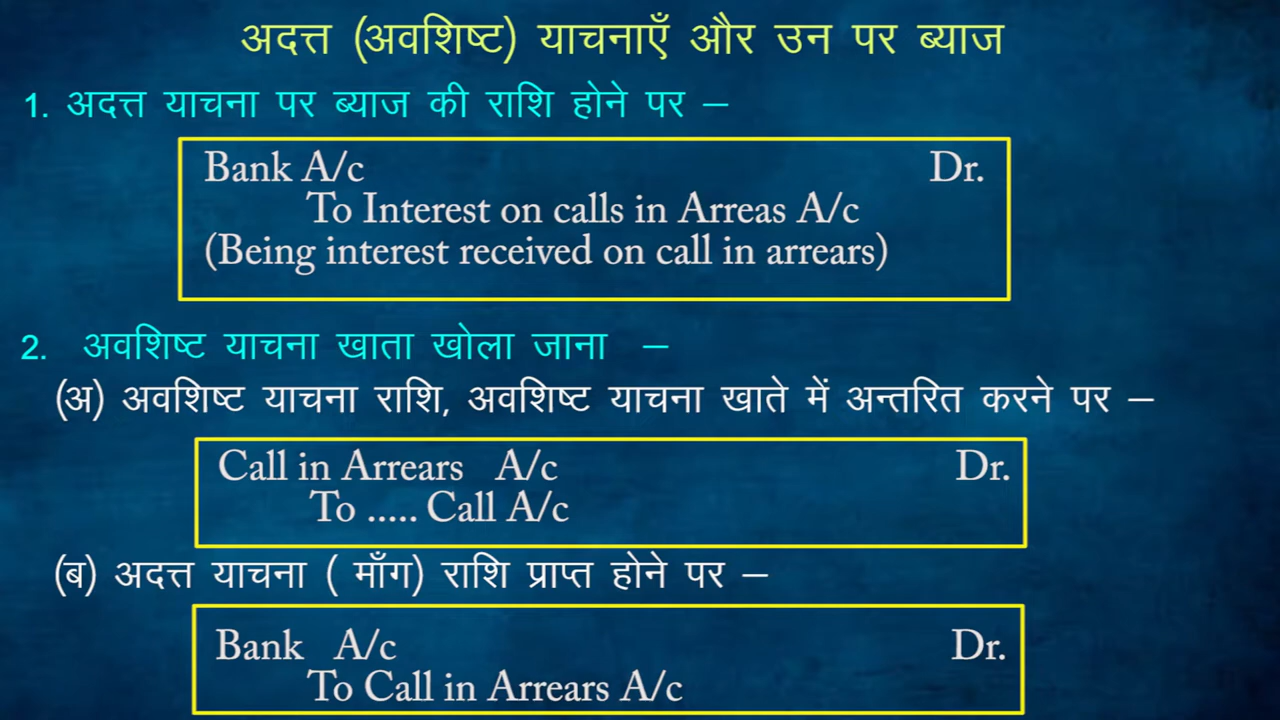 अदत्त (अवशिष्ट) याचनाएँ और उन पर ब्याज
1. अदत्त याचना पर ब्याज की राशि होने पर –
Bank A/c Dr.
To Interest on calls in Arreas A/c
(Being interest received on call in arrears)
2. अवशिष्ट याचना खाता खोला जाना –
(अ) अवशिष्ट याचना राशि, अवशिष्ट याचना खाते में अन्तरित करने पर –
Call in Arrears A/c Dr.
To ..... Call A/c
(ब) अदत्त याचना ( माँग) राशि प्राप्त होने पर –
Bank A/c Dr.
To Call in Arrears A/c